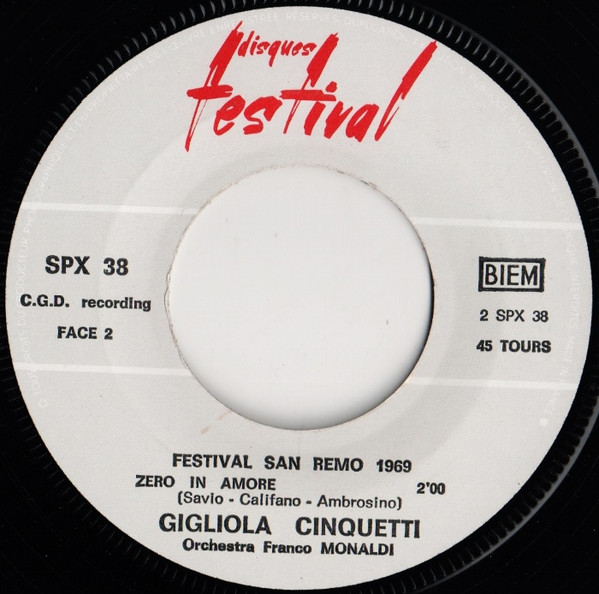 disques
festival
SPX 38
C.G.D. recording
FACE 2
BIEM
2 SPX 38
45 TOURS
FESTIVAL SAN REMO 1969
ZERO IN AMORE 2'00
(Savio - Califano - Ambrosino)
GIGLIOLA CINQUETTI
Orchestra Franco MONALDI